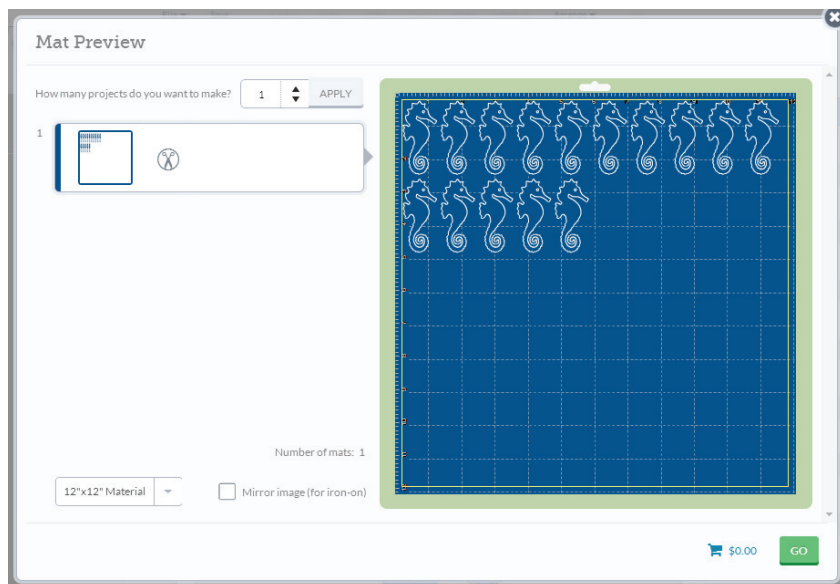 Mat Preview
How many projects do you want to make? 1 APPLY
1
Number of mats: 1
12"x12" Material
Mirror image (for iron-on)
$0.00
GO